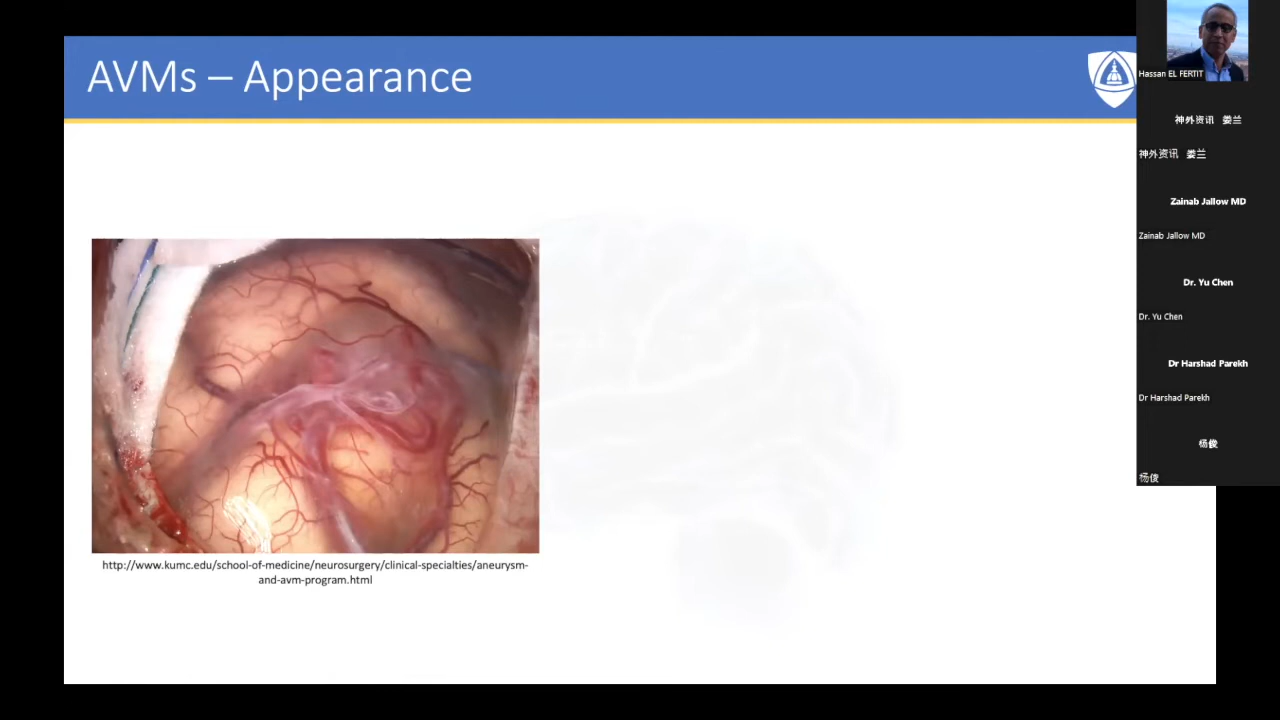 AVMs – Appearance
http://www.kumc.edu/school-of-medicine/neurosurgery/clinical-specialties/aneurysm-
and-avm-program.html
Hassan EL FERTIT
神外资讯 娄兰
神外资讯 娄兰
Zainab Jallow MD
Zainab Jallow MD
Dr. Yu Chen
Dr. Yu Chen
Dr Harshad Parekh
Dr Harshad Parekh
杨俊
杨俊